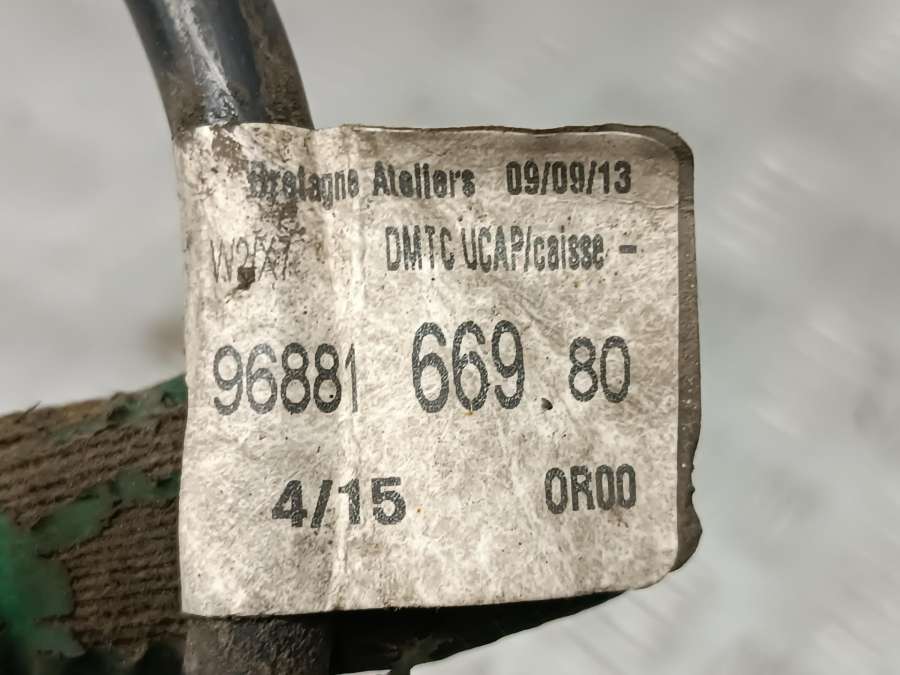 Bretagne Ateliers 09/09/13
DMTC UCAP/caisse -
96881 669.80
4/15 0R00